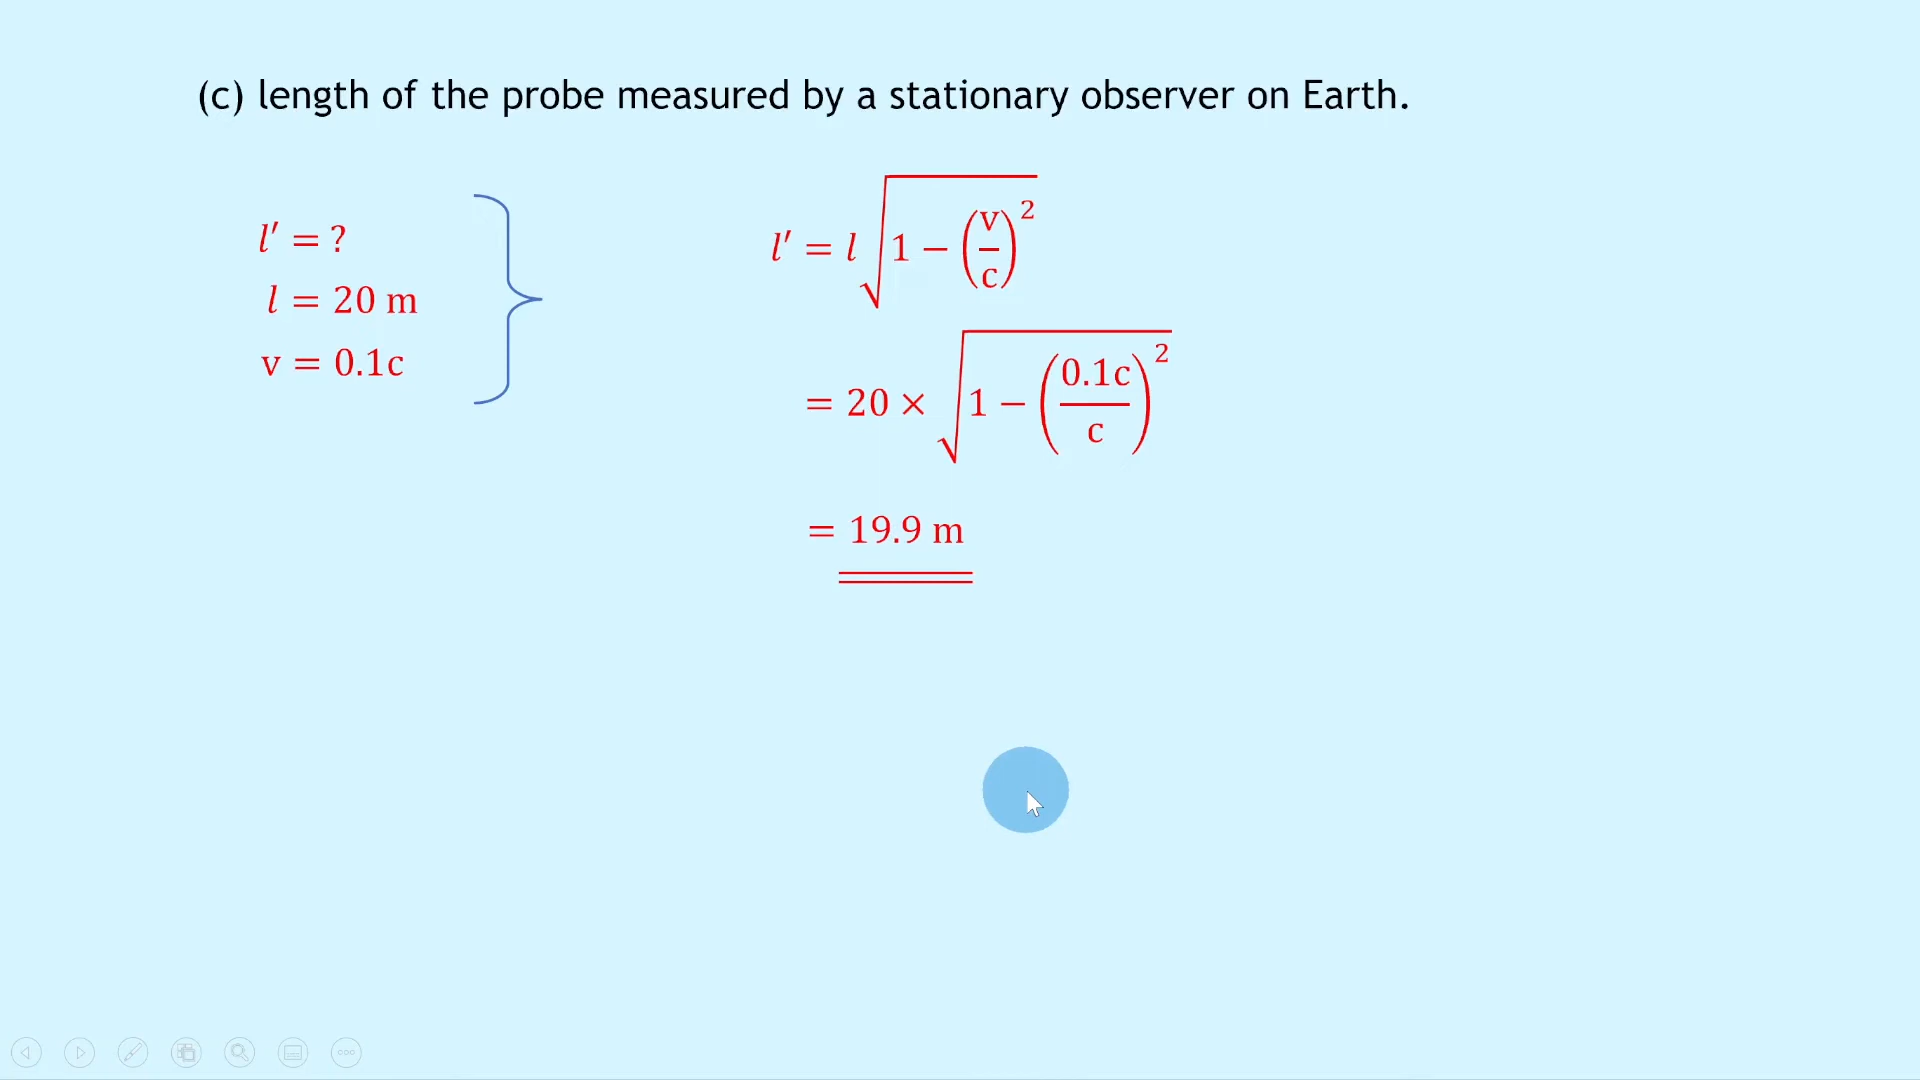 (c) length of the probe measured by a stationary observer on Earth.
l′ = ?
l = 20 m
v = 0.1c
l′ = l √(1 − (v/c)²)
= 20 × √(1 − (0.1c/c)²)
= 19.9 m